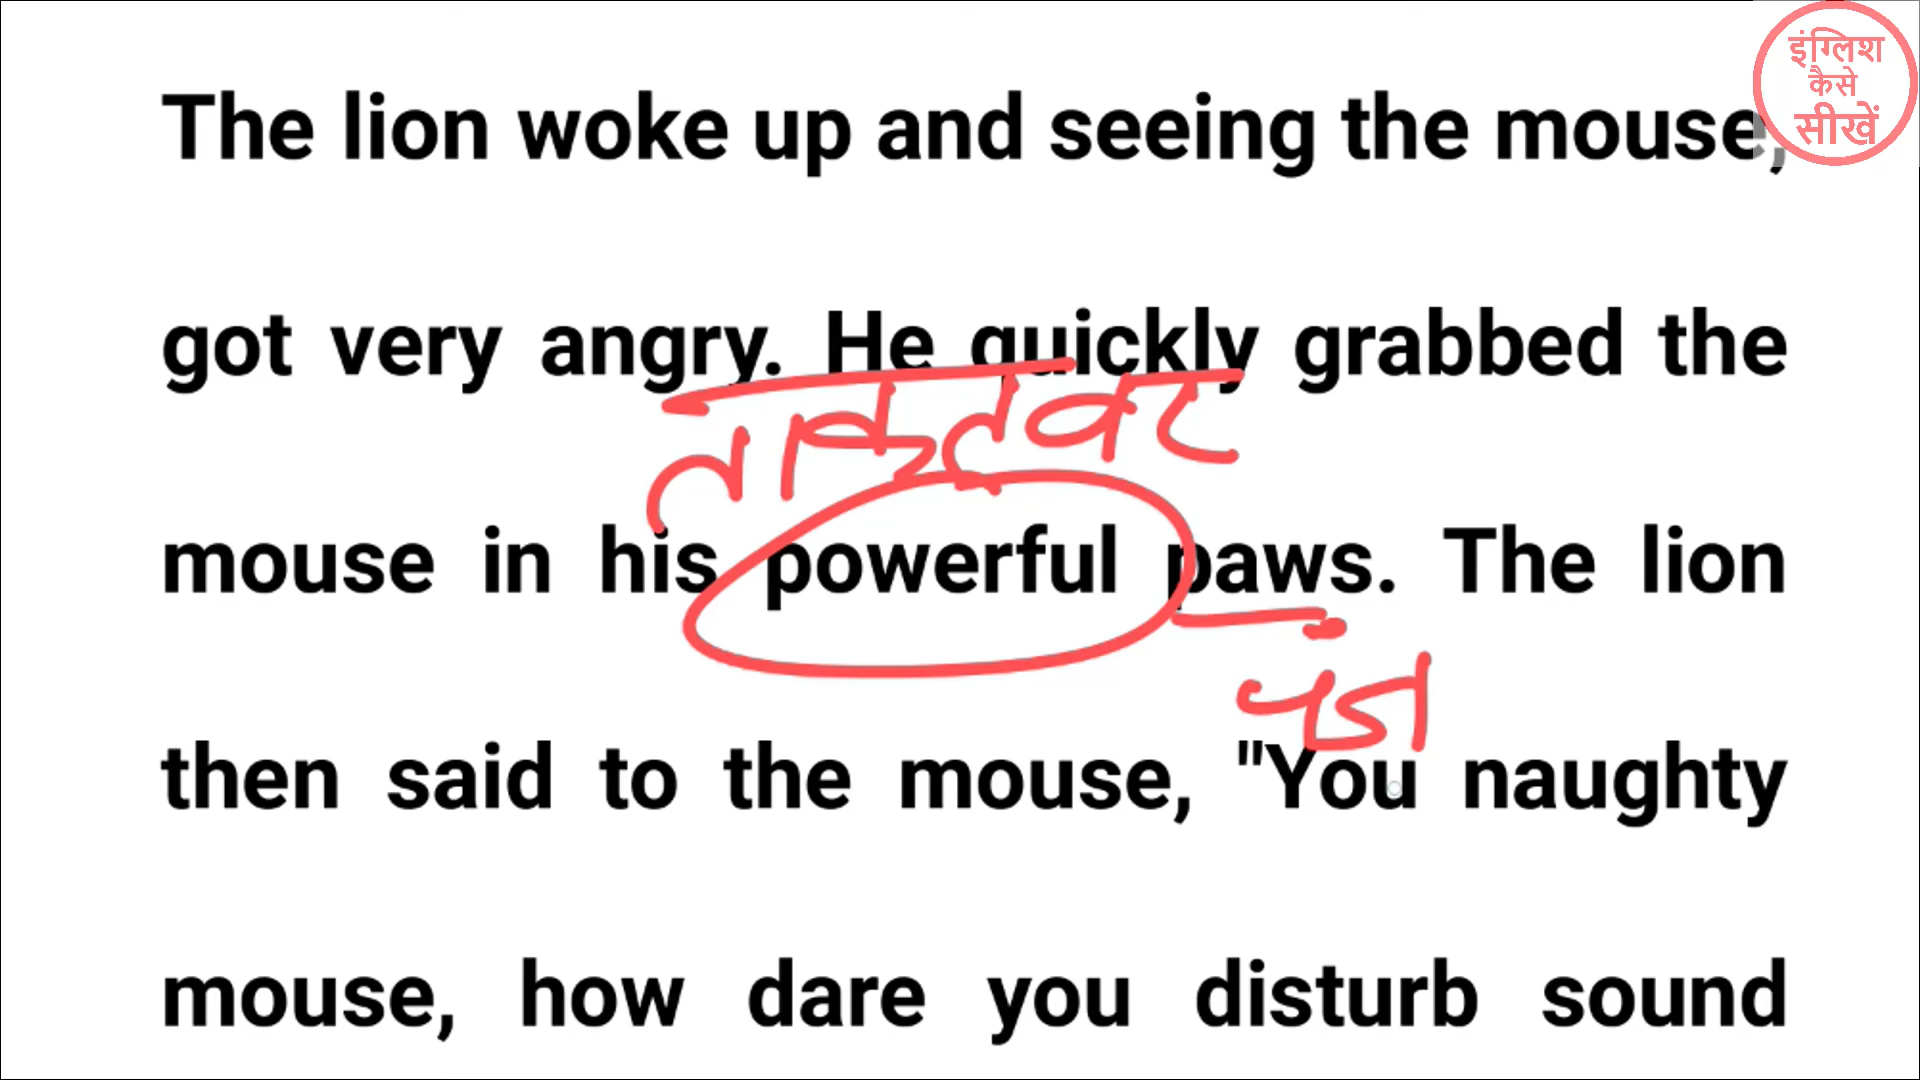 इंग्लिश
कैसे
सीखें
The lion woke up and seeing the mouse,
got very angry. He quickly grabbed the
ताकतवर
mouse in his powerful paws. The lion
पंजा
then said to the mouse, "You naughty
mouse, how dare you disturb sound